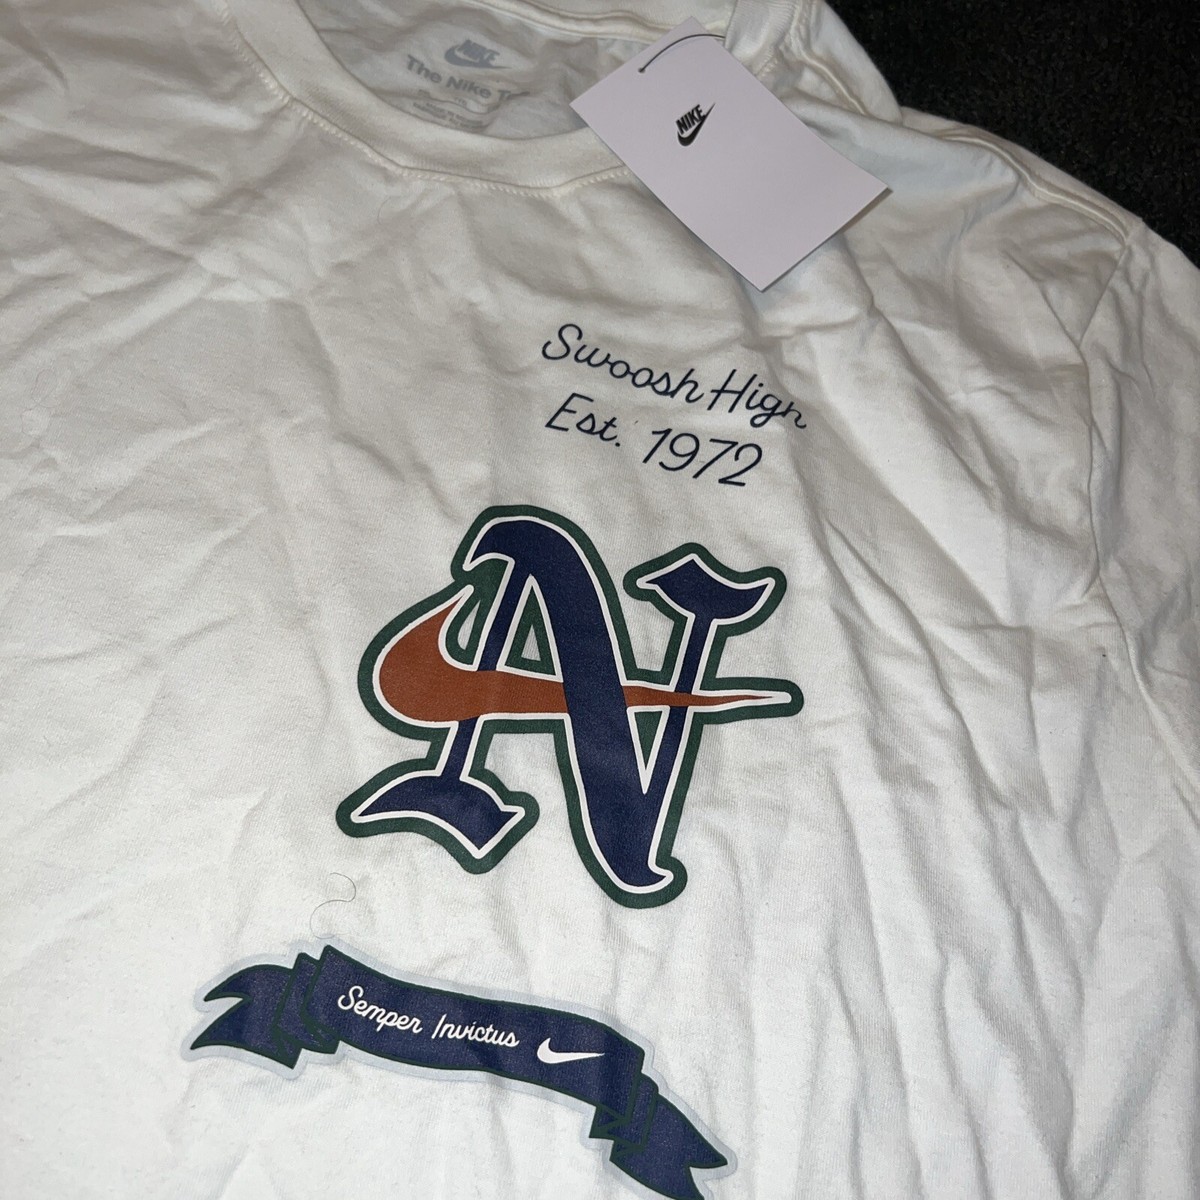 NIKE
The Nike T
NIKE
Swoosh High
Est. 1972
N
Semper Invictus